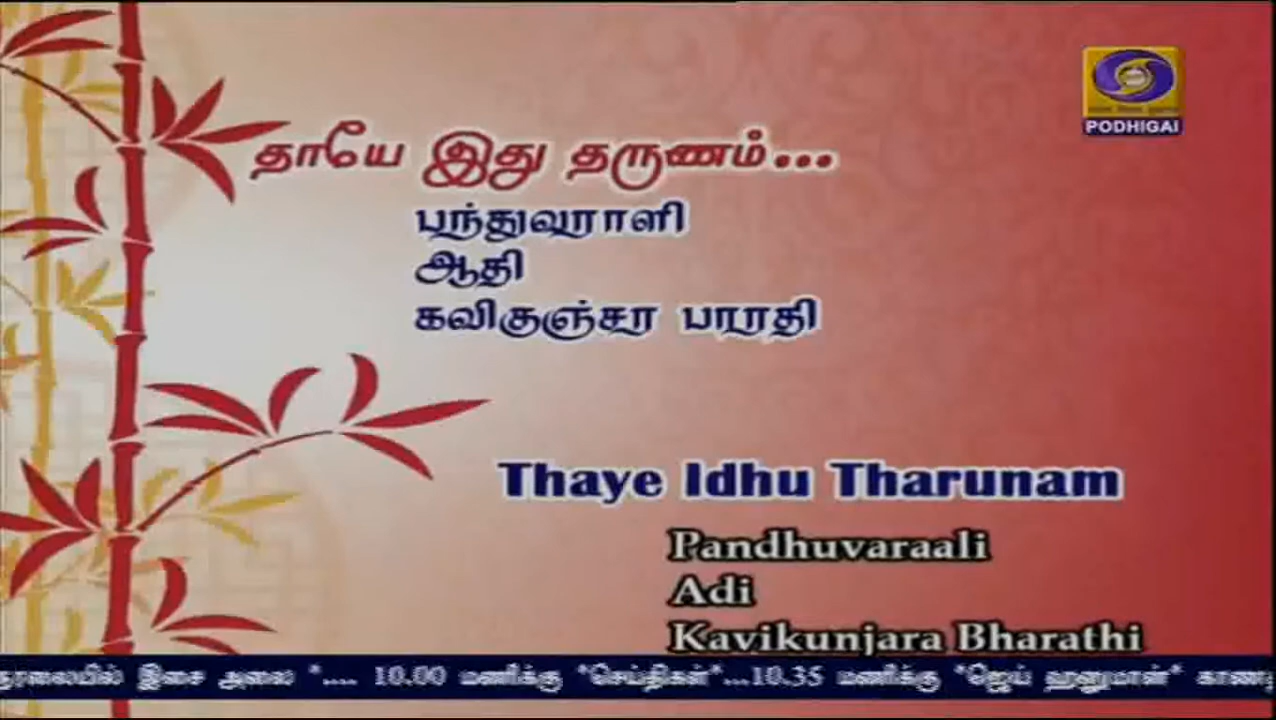 PODHIGAI
தாயே இது தருணம்...
பந்துவராளி
ஆதி
கவிகுஞ்சர பாரதி
Thaye Idhu Tharunam
Pandhuvaraali
Adi
Kavikunjara Bharathi
இசை அலை *.... 10.00 மணிக்கு *செய்திகள்*...10.35 மணிக்கு *ஜெய் ஹனுமான்*